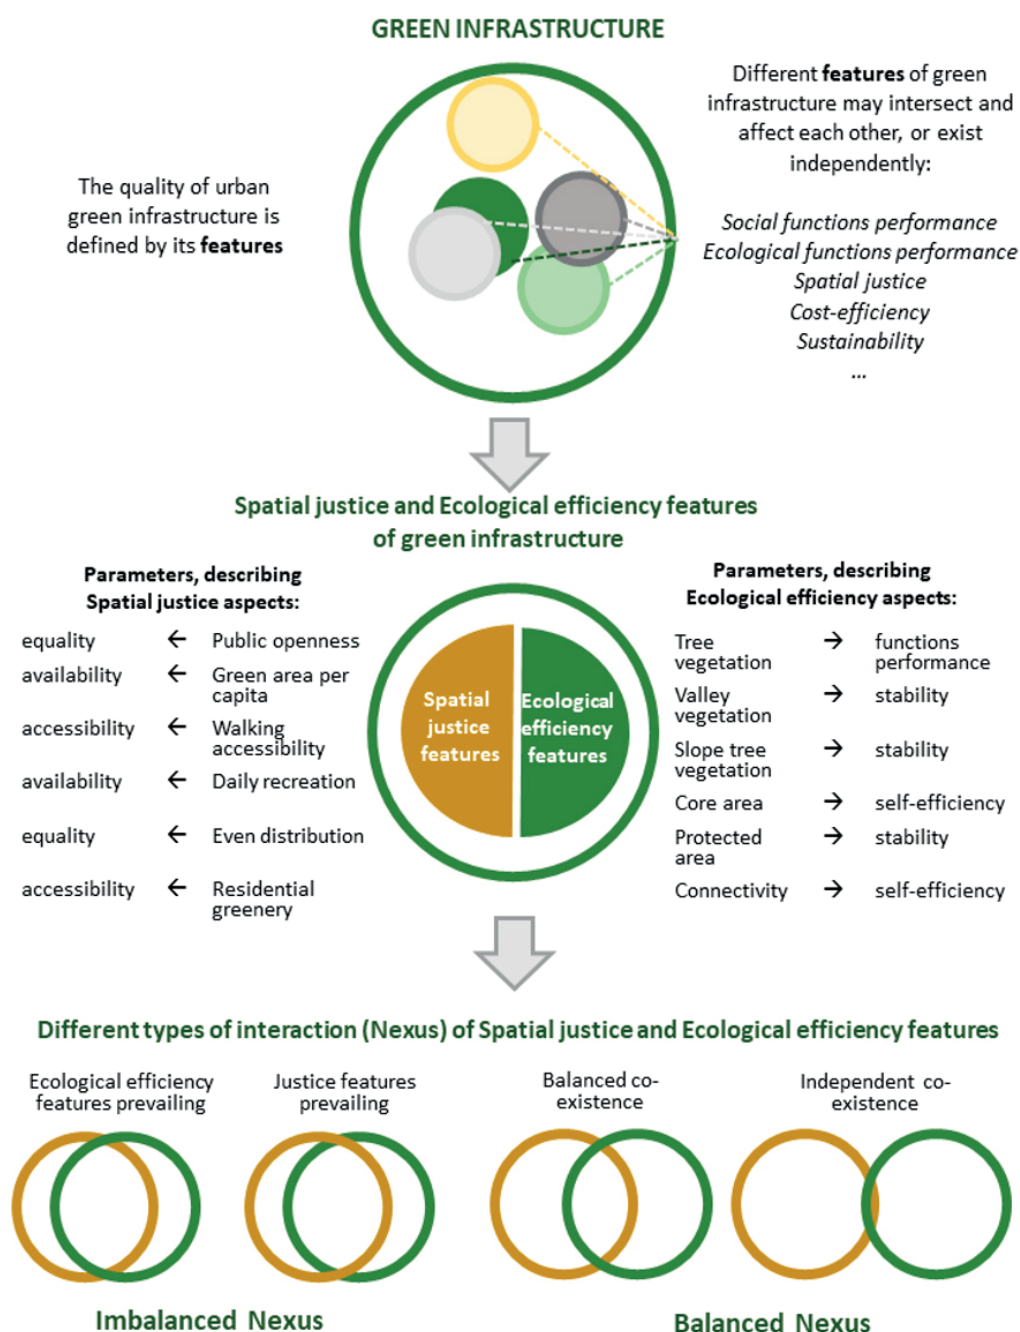 GREEN INFRASTRUCTURE
The quality of urban
green infrastructure is
defined by its features
Different features of green
infrastructure may intersect and
affect each other, or exist
independently:
Social functions performance
Ecological functions performance
Spatial justice
Cost-efficiency
Sustainability
...
Spatial justice and Ecological efficiency features
of green infrastructure
Parameters, describing
Spatial justice aspects:
equality ← Public openness
availability ← Green area per
capita
accessibility ← Walking
accessibility
availability ← Daily recreation
equality ← Even distribution
accessibility ← Residential
greenery
Spatial
justice
features
Ecological
efficiency
features
Parameters, describing
Ecological efficiency aspects:
Tree → functions
vegetation performance
Valley → stability
vegetation
Slope tree → stability
vegetation
Core area → self-efficiency
Protected → stability
area
Connectivity → self-efficiency
Different types of interaction (Nexus) of Spatial justice and Ecological efficiency features
Ecological efficiency
features prevailing
Justice features
prevailing
Balanced co-
existence
Independent co-
existence
Imbalanced Nexus
Balanced Nexus